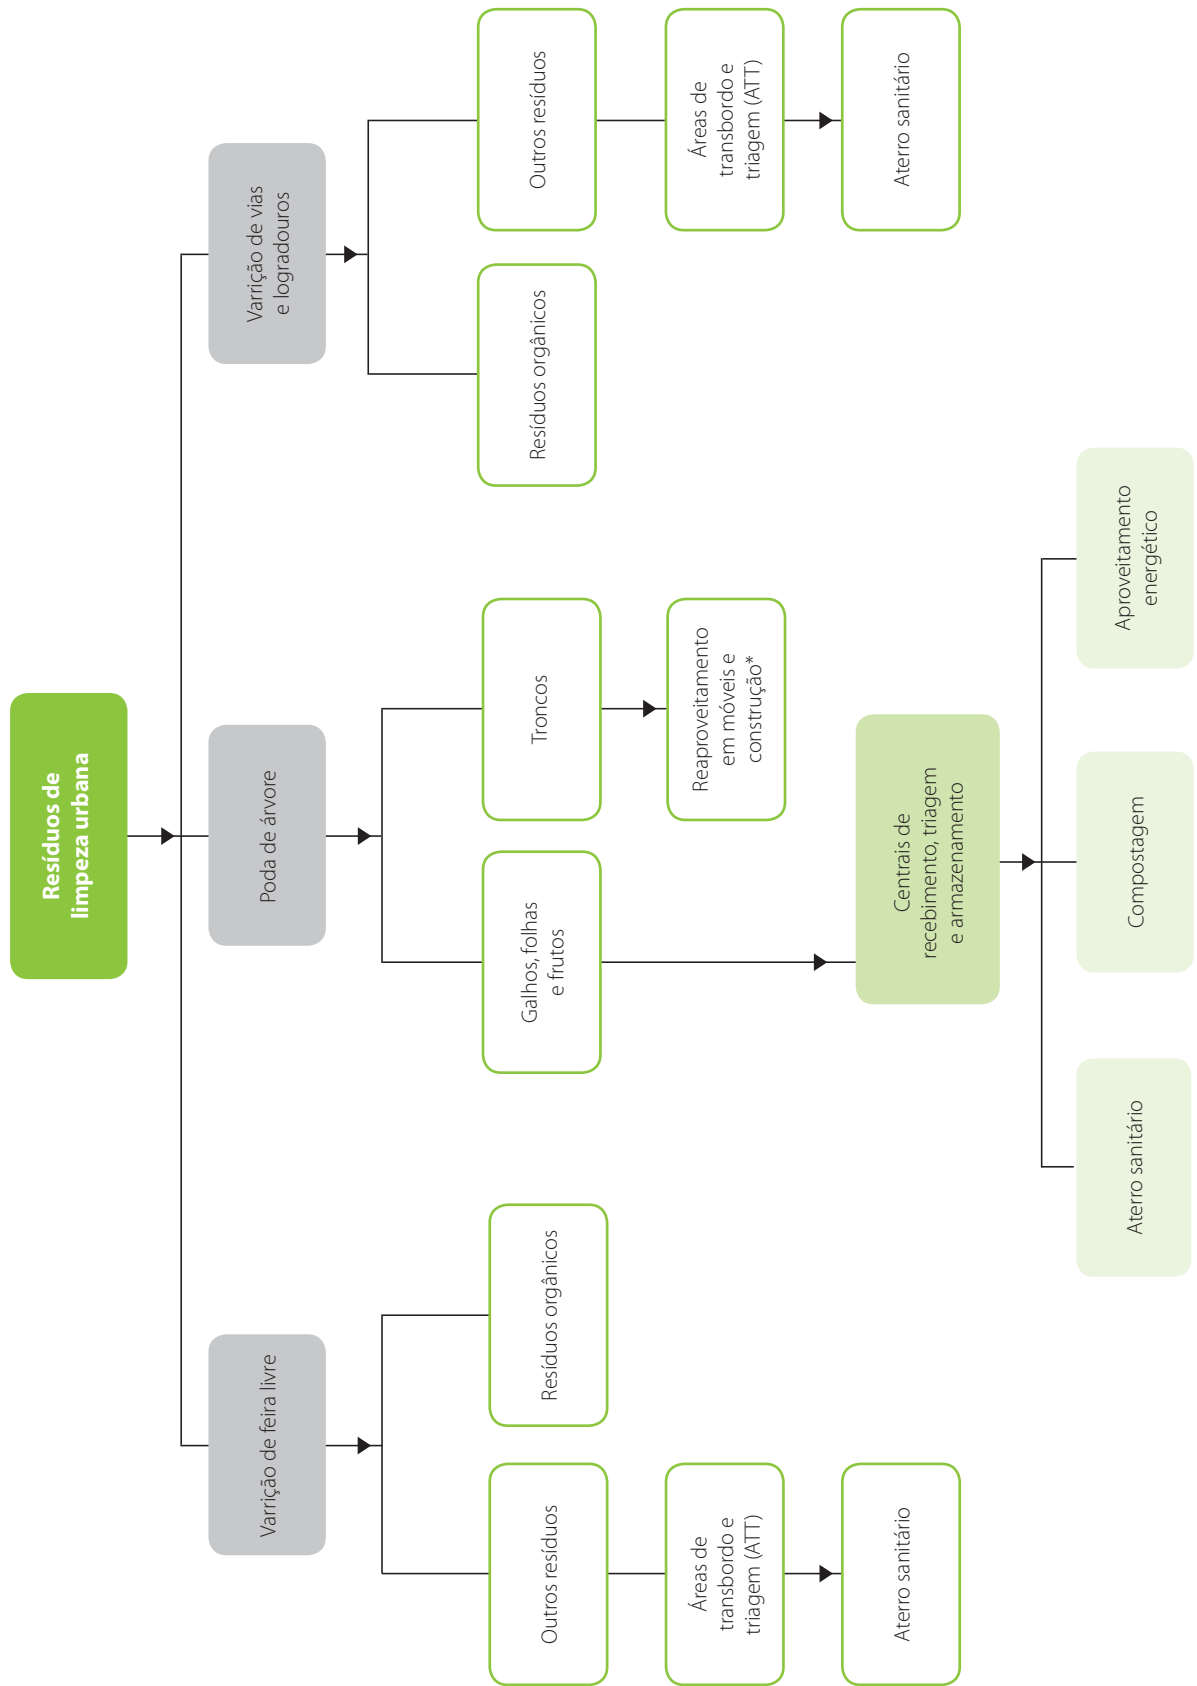 Resíduos de
limpeza urbana
Varrição de feira livre
Poda de árvore
Varrição de vias
e logradouros
Outros resíduos
Resíduos orgânicos
Galhos, folhas
e frutos
Troncos
Resíduos orgânicos
Outros resíduos
Áreas de
transbordo e
triagem (ATT)
Reaproveitamento
em móveis e
construção*
Áreas de
transbordo e
triagem (ATT)
Aterro sanitário
Centrais de
recebimento, triagem
e armazenamento
Aterro sanitário
Aterro sanitário
Compostagem
Aproveitamento
energético